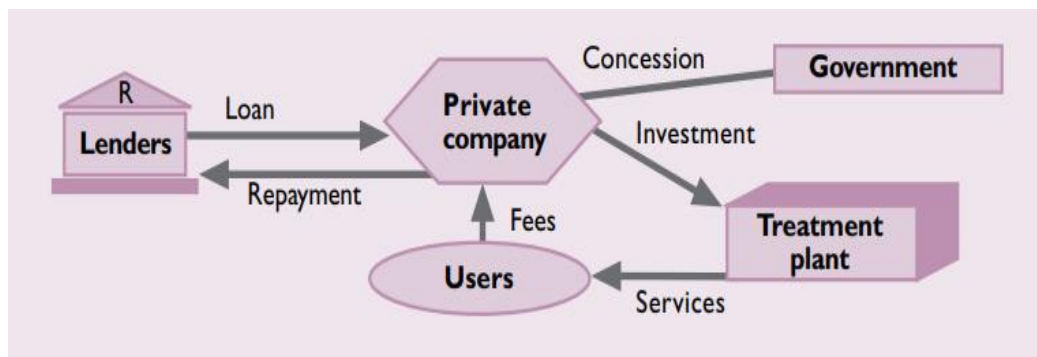 R
Lenders
Loan
Repayment
Private
company
Concession
Government
Investment
Fees
Users
Treatment
plant
Services